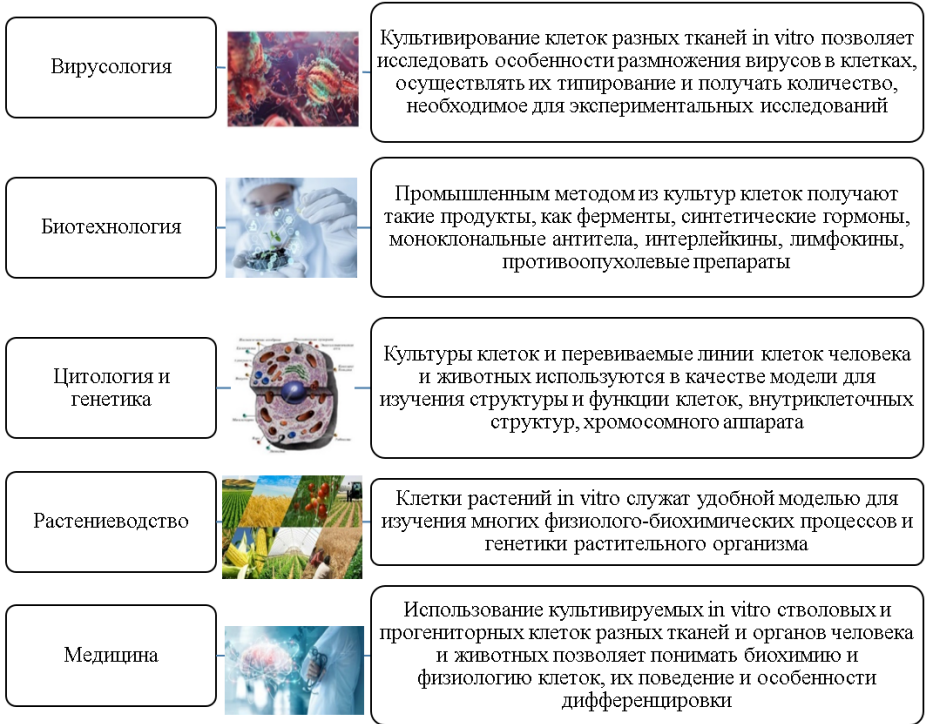 Вирусология
Культивирование клеток разных тканей in vitro позволяет
исследовать особенности размножения вирусов в клетках,
осуществлять их типирование и получать количество,
необходимое для экспериментальных исследований
Биотехнология
Промышленным методом из культур клеток получают
такие продукты, как ферменты, синтетические гормоны,
моноклональные антитела, интерлейкины, лимфокины,
противоопухолевые препараты
Цитология и
генетика
Культуры клеток и перевиваемые линии клеток человека
и животных используются в качестве модели для
изучения структуры и функции клеток, внутриклеточных
структур, хромосомного аппарата
Растениеводство
Клетки растений in vitro служат удобной моделью для
изучения многих физиолого-биохимических процессов и
генетики растительного организма
Медицина
Использование культивируемых in vitro стволовых и
прогениторных клеток разных тканей и органов человека
и животных позволяет понимать биохимию и
физиологию клеток, их поведение и особенности
дифференцировки